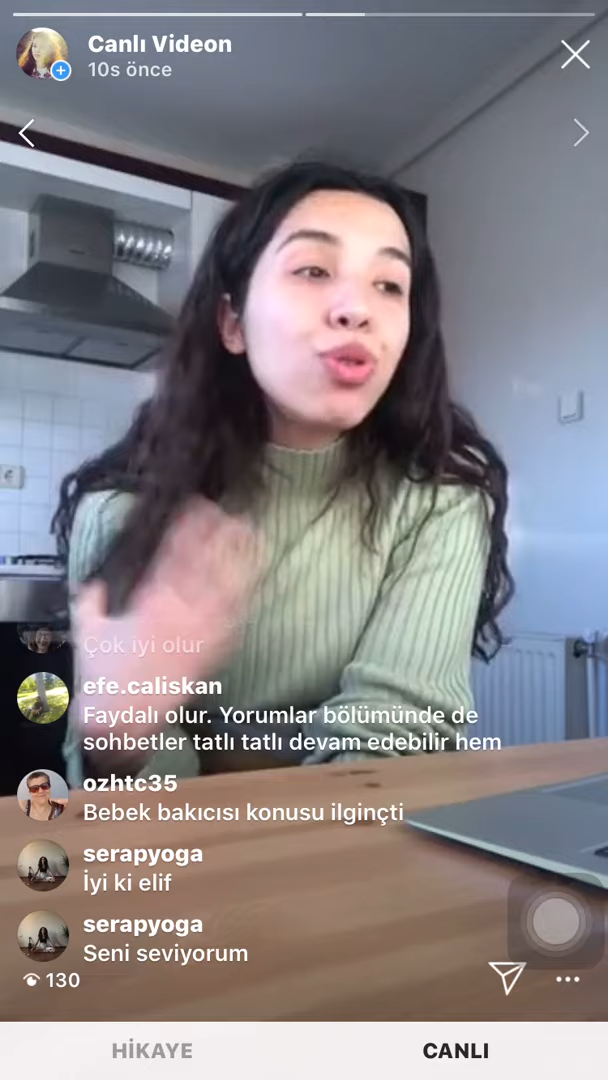 Canlı Videon
10s önce
Çok iyi olur
efe.caliskan
Faydalı olur. Yorumlar bölümünde de
sohbetler tatlı tatlı devam edebilir hem
ozhtc35
Bebek bakıcısı konusu ilginçti
serapyoga
İyi ki elif
serapyoga
Seni seviyorum
130
HİKAYE
CANLI